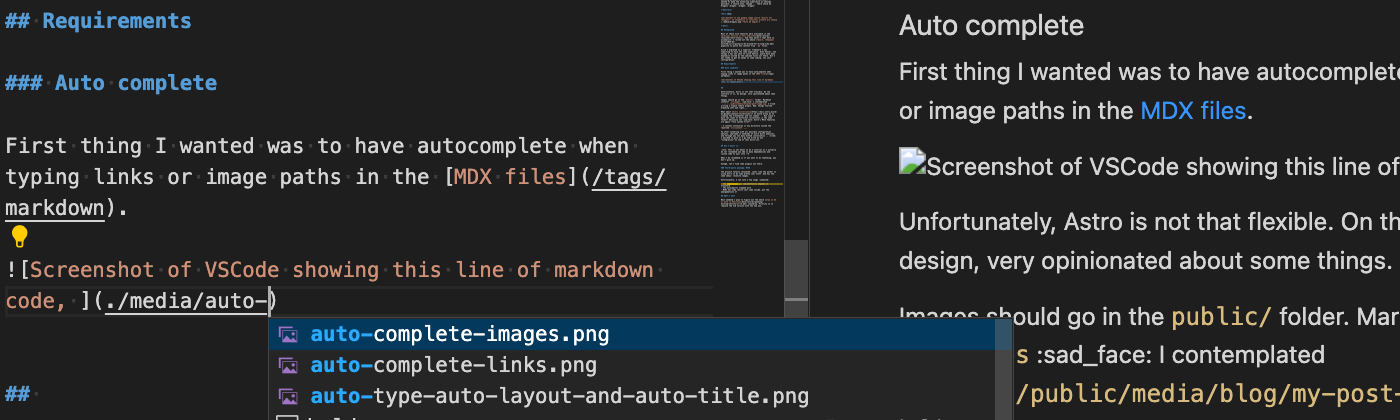 ## Requirements
### Auto complete
First thing I wanted was to have autocomplete when
typing links or image paths in the [MDX files](/tags/
markdown).
![Screenshot of VSCode showing this line of markdown
code, ](./media/auto-)
auto-complete-images.png
auto-complete-links.png
auto-type-auto-layout-and-auto-title.png
##
Auto complete
First thing I wanted was to have autocomplete
or image paths in the MDX files.
Screenshot of VSCode showing this line of
Unfortunately, Astro is not that flexible. On th
design, very opinionated about some things.
Images should go in the public/ folder. Mar
s :sad_face: I contemplated
/public/media/blog/my-post-